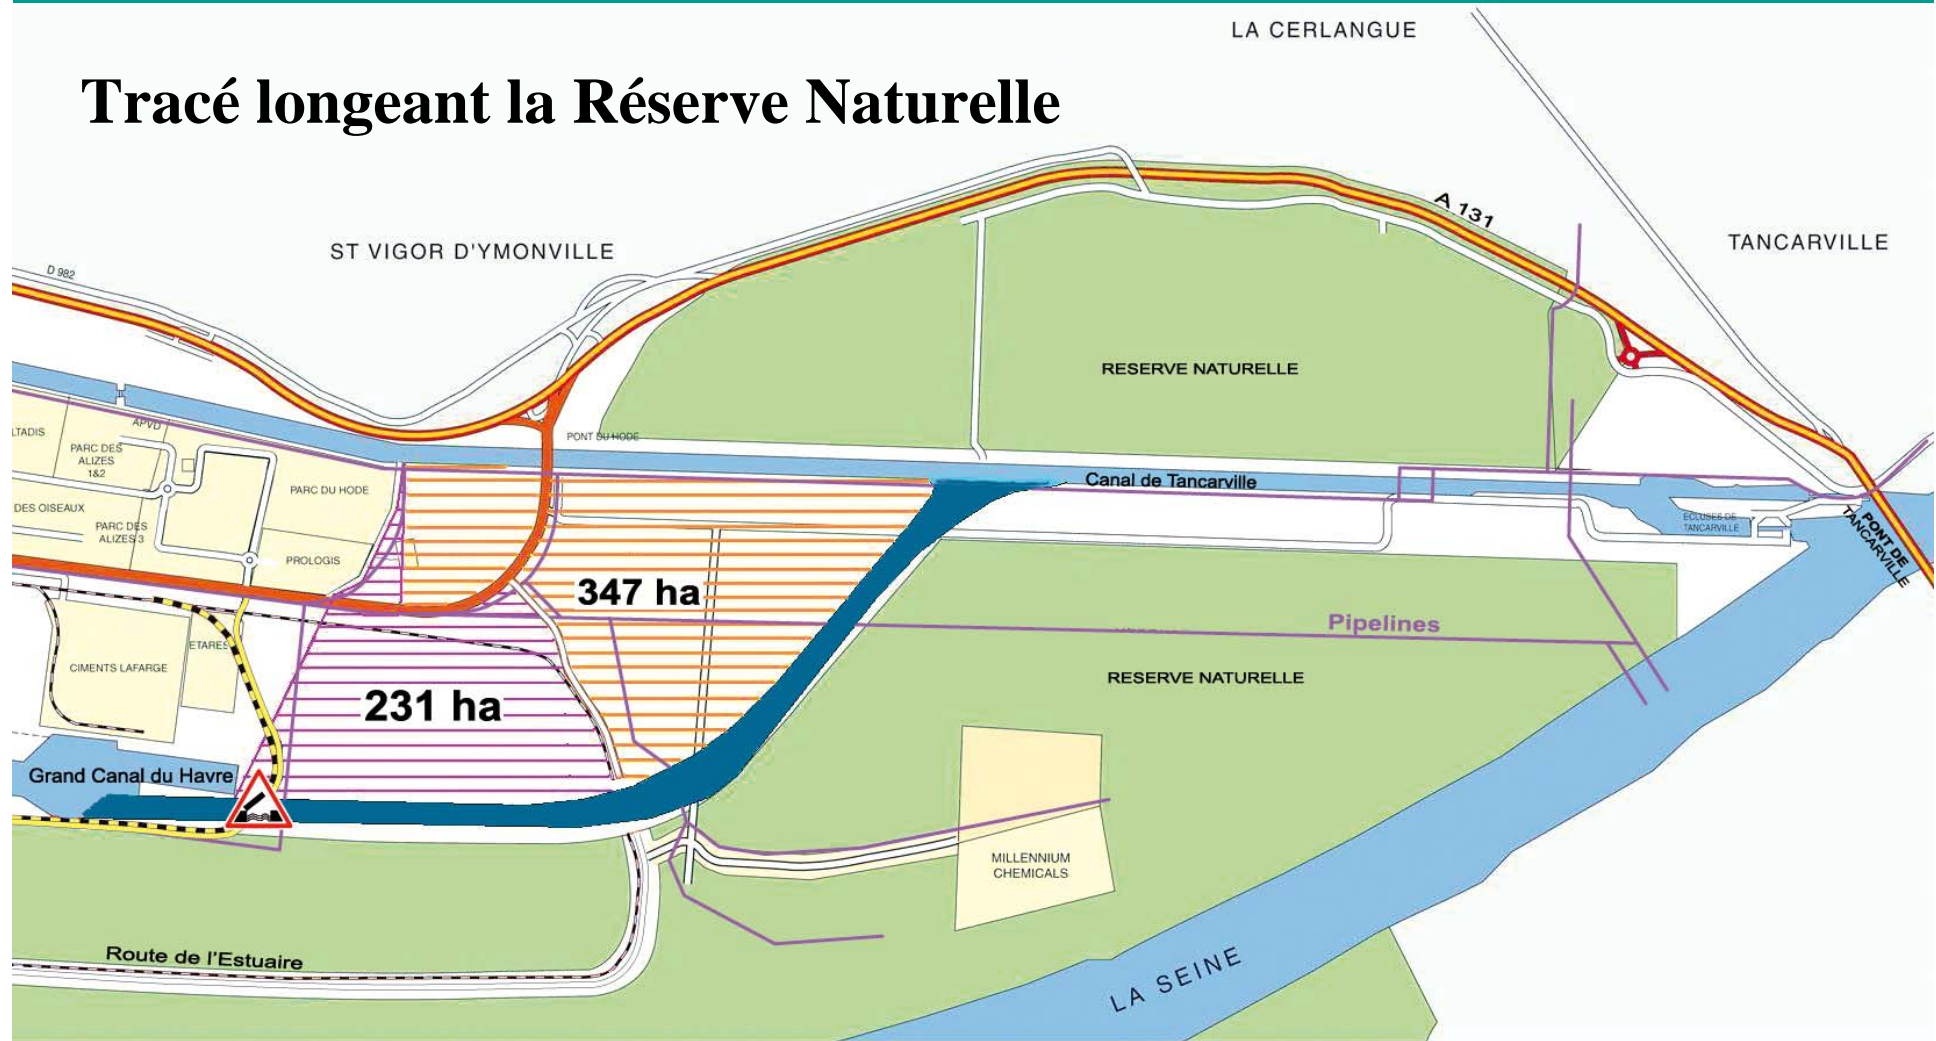 LA CERLANGUE
Tracé longeant la Réserve Naturelle
A 131
TANCARVILLE
ST VIGOR D'YMONVILLE
D 982
RESERVE NATURELLE
LTADIS
APVD
PARC DES
ALIZES
1&2
PONT DU HODE
Canal de Tancarville
PARC DU HODE
DES OISEAUX
PARC DES
ALIZES 3
PROLOGIS
ECLUSES DE
TANCARVILLE
PONT DE
TANCARVILLE
347 ha
Pipelines
ETARES
CIMENTS LAFARGE
RESERVE NATURELLE
231 ha
Grand Canal du Havre
MILLENNIUM
CHEMICALS
Route de l'Estuaire
LA SEINE